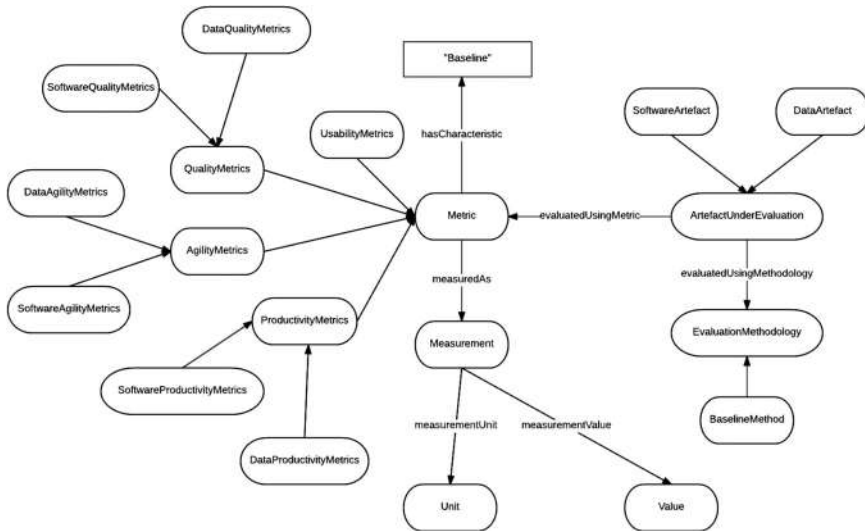 DataQualityMetrics
"Baseline"
SoftwareQualityMetrics
SoftwareArtefact
DataArtefact
UsabilityMetrics
hasCharacteristic
QualityMetrics
DataAgilityMetrics
Metric
evaluatedUsingMetric
ArtefactUnderEvaluation
AgilityMetrics
measuredAs
evaluatedUsingMethodology
SoftwareAgilityMetrics
ProductivityMetrics
EvaluationMethodology
Measurement
SoftwareProductivityMetrics
BaselineMethod
measurementUnit
measurementValue
DataProductivityMetrics
Unit
Value